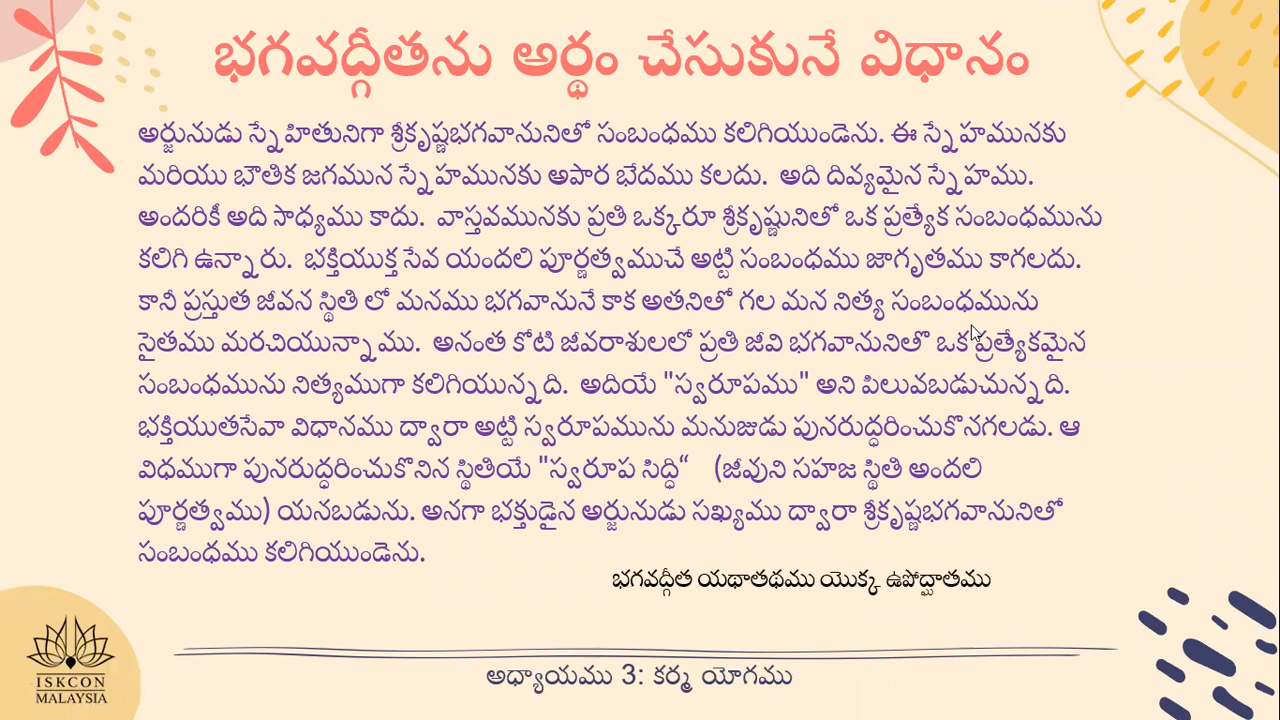 భగవద్గీతను అర్థం చేసుకునే విధానం
అర్జునుడు స్నేహితునిగా శ్రీకృష్ణభగవానునితో సంబంధము కలిగియుండెను. ఈ స్నేహమునకు
మరియు భౌతిక జగమున స్నేహమునకు అపార భేదము కలదు. అది దివ్యమైన స్నేహము.
అందరికీ అది సాధ్యము కాదు. వాస్తవమునకు ప్రతి ఒక్కరూ శ్రీకృష్ణునితో ఒక ప్రత్యేక సంబంధమును
కలిగి ఉన్నారు. భక్తియుక్త సేవ యందలి పూర్ణత్వముచే అట్టి సంబంధము జాగృతము కాగలదు.
కానీ ప్రస్తుత జీవన స్థితి లో మనము భగవానునే కాక అతనితో గల మన నిత్య సంబంధమును
సైతము మరచియున్నాము. అనంత కోటి జీవరాశులలో ప్రతి జీవి భగవానునితొ ఒక ప్రత్యేకమైన
సంబంధమును నిత్యముగా కలిగియున్నది. అదియే "స్వరూపము" అని పిలువబడుచున్నది.
భక్తియుతసేవా విధానము ద్వారా అట్టి స్వరూపమును మనుజుడు పునరుద్ధరించుకొనగలడు. ఆ
విధముగా పునరుద్ధరించుకొనిన స్థితియే "స్వరూప సిద్ధి“ (జీవుని సహజ స్థితి అందలి
పూర్ణత్వము) యనబడును. అనగా భక్తుడైన అర్జునుడు సఖ్యము ద్వారా శ్రీకృష్ణభగవానునితో
సంబంధము కలిగియుండెను.
భగవద్గీత యథాతథము యొక్క ఉపోద్ఘాతము
ISKCON
MALAYSIA
అధ్యాయము 3: కర్మ యోగము